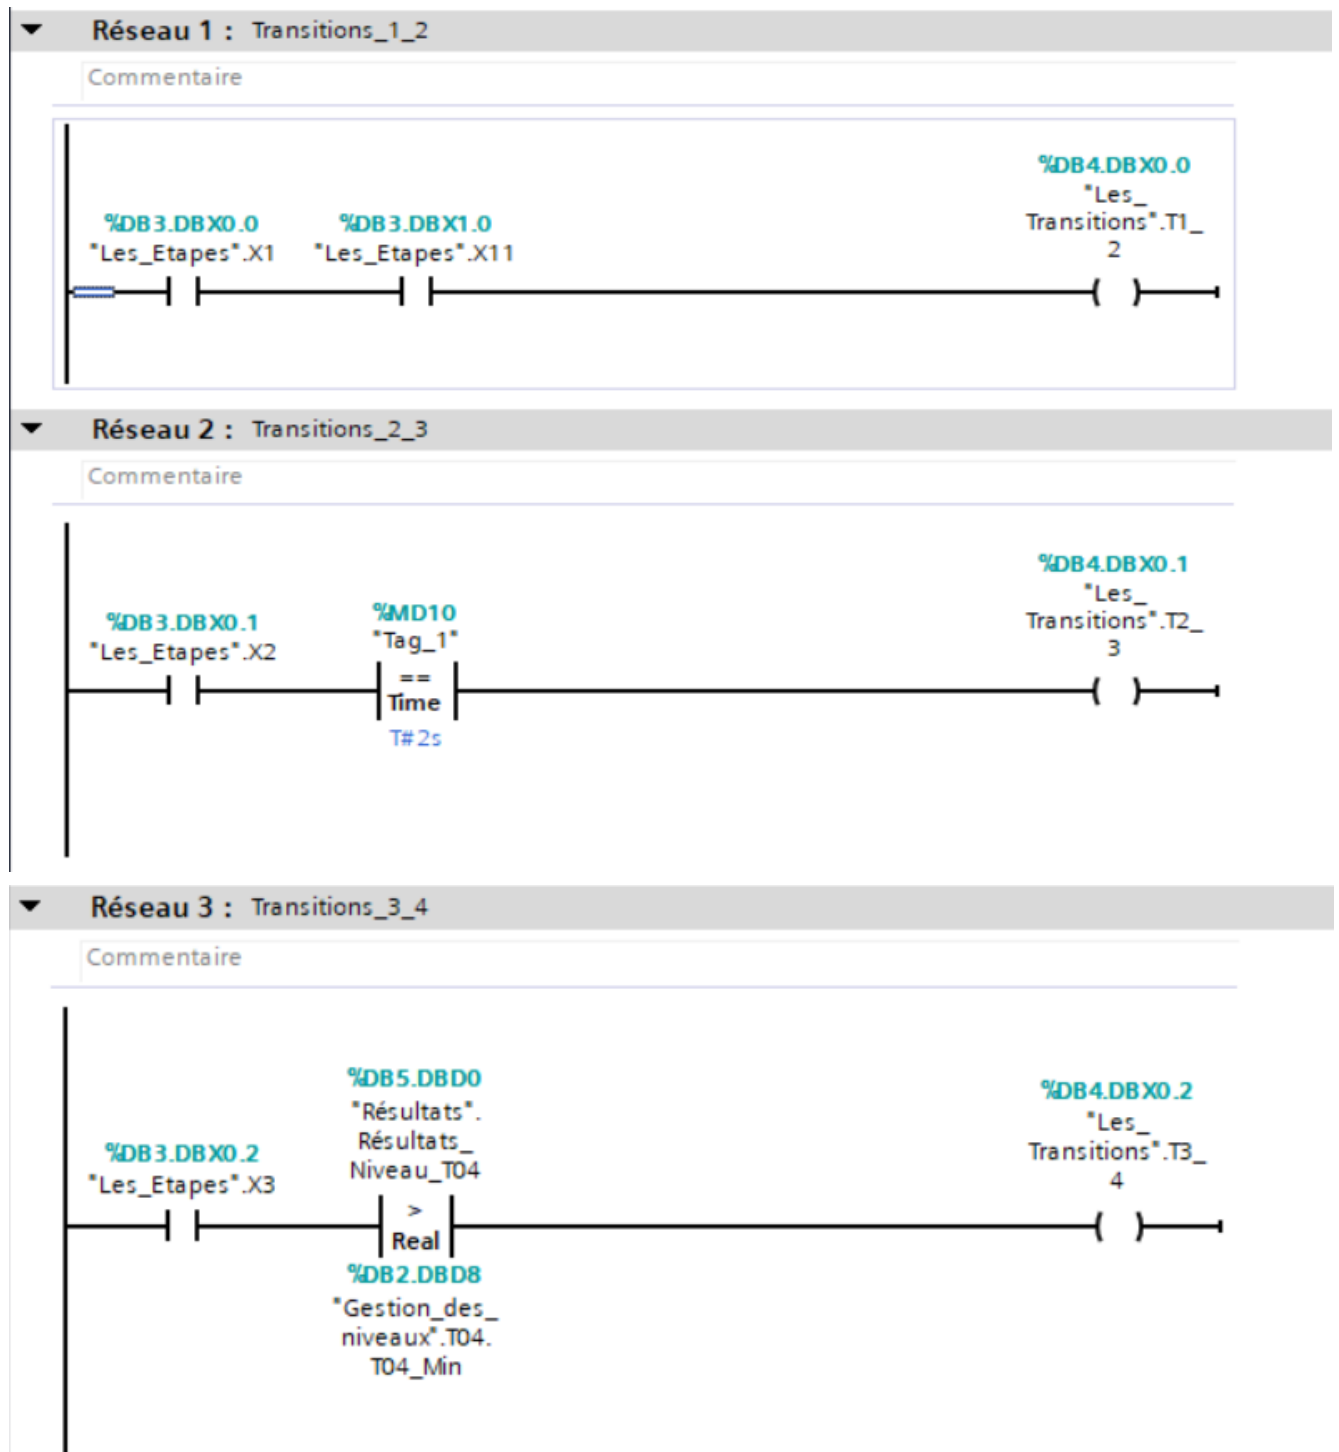 Réseau 1 : Transitions_1_2
Commentaire
%DB4.DBX0.0
"Les_
Transitions".T1_
2
%DB3.DBX0.0 %DB3.DBX1.0
"Les_Etapes".X1 "Les_Etapes".X11
Réseau 2 : Transitions_2_3
Commentaire
%DB4.DBX0.1
"Les_
Transitions".T2_
3
%DB3.DBX0.1
"Les_Etapes".X2
%MD10
"Tag_1"
==
Time
T#2s
Réseau 3 : Transitions_3_4
Commentaire
%DB5.DBD0
"Résultats".
Résultats_
Niveau_T04
%DB4.DBX0.2
"Les_
Transitions".T3_
4
%DB3.DBX0.2
"Les_Etapes".X3
>
Real
%DB2.DBD8
"Gestion_des_
niveaux".T04.
T04_Min